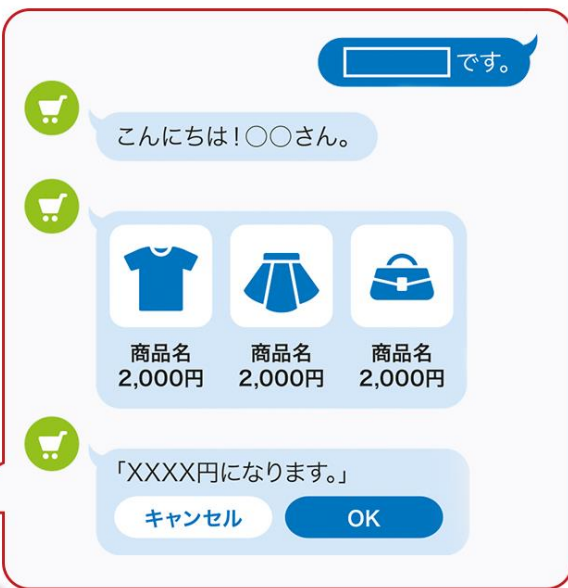 です。
こんにちは!○○さん。
商品名 商品名 商品名
2,000円 2,000円 2,000円
「XXXX円になります。」
キャンセル OK